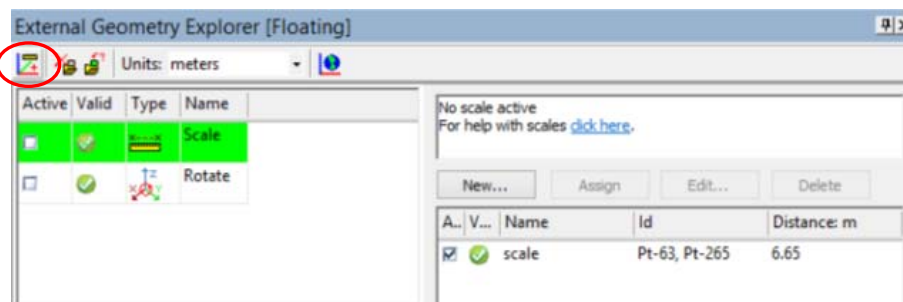 External Geometry Explorer [Floating]
Units: meters
Active Valid Type Name
Scale
Rotate
No scale active
For help with scales click here.
New... Assign Edit... Delete
A.. V... Name Id Distance: m
scale Pt-63, Pt-265 6.65